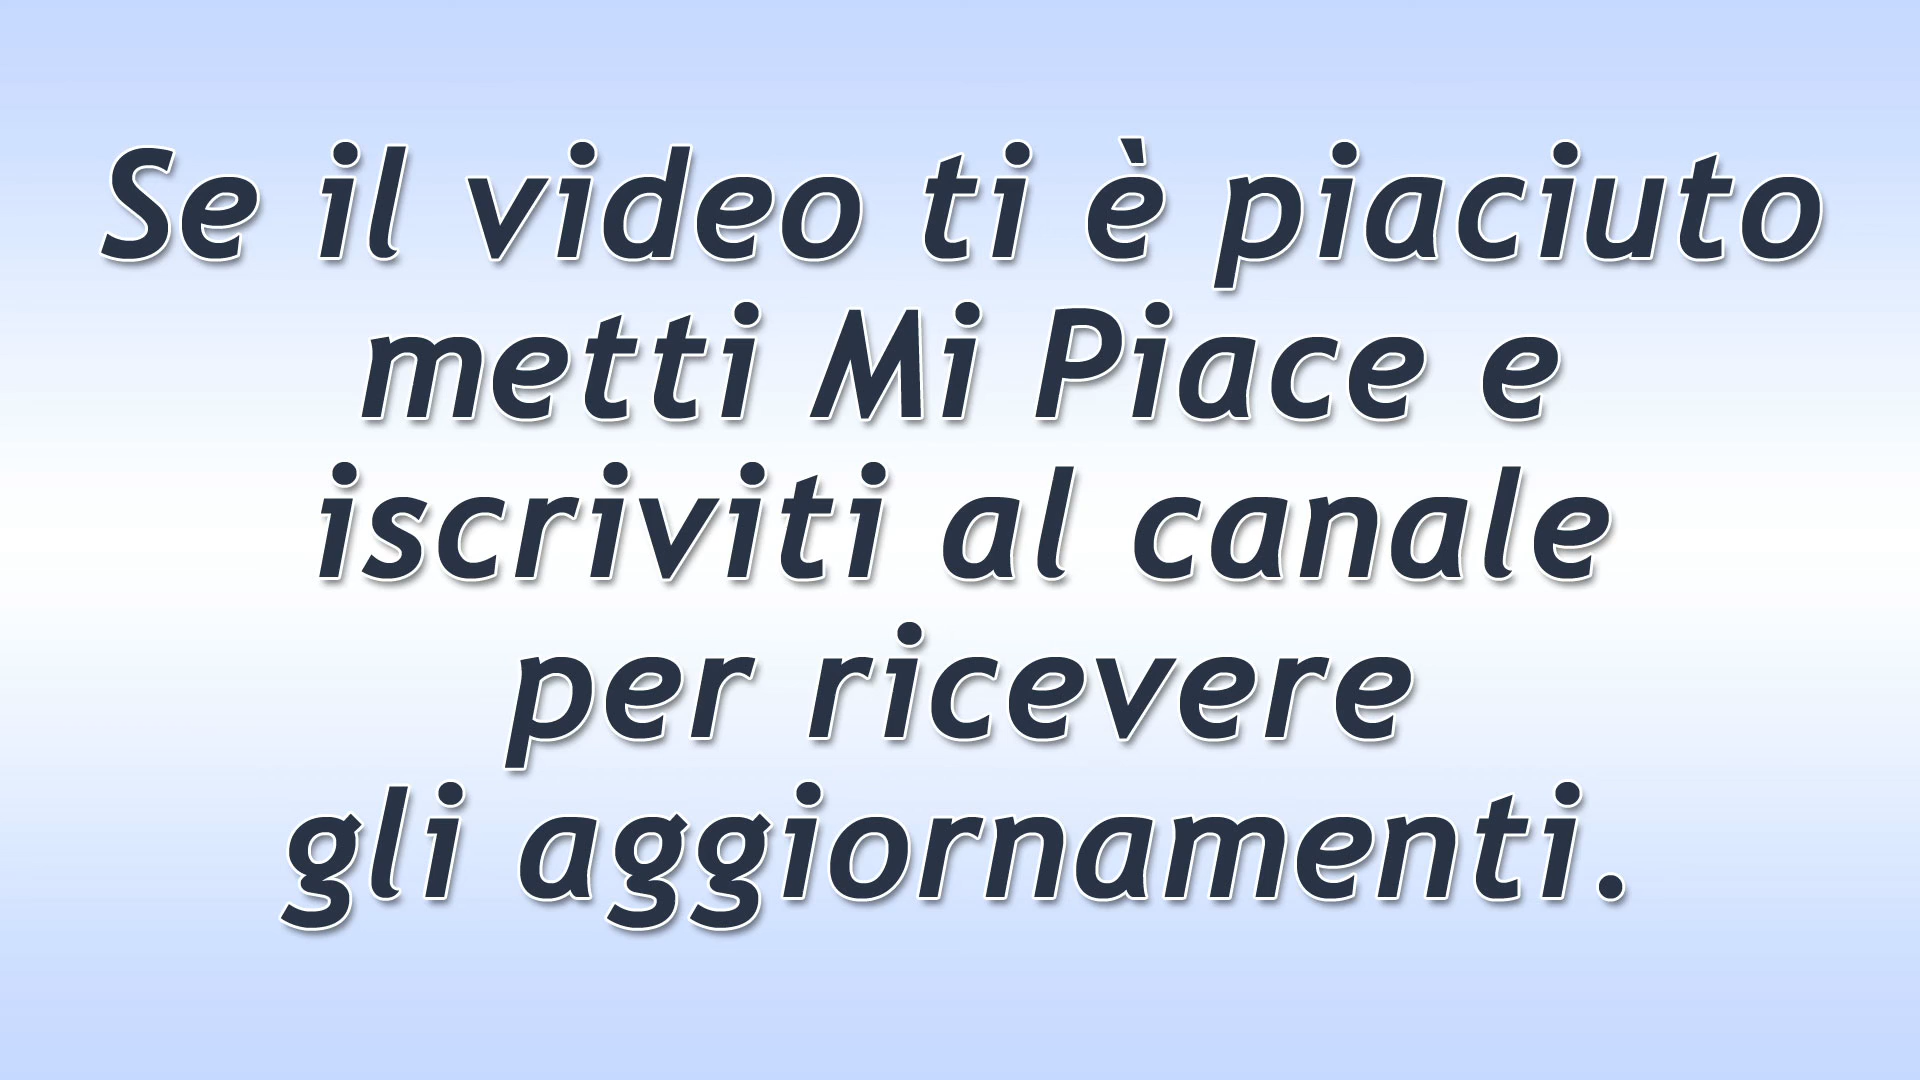 Se il video ti è piaciuto
metti Mi Piace e
iscriviti al canale
per ricevere
gli aggiornamenti.